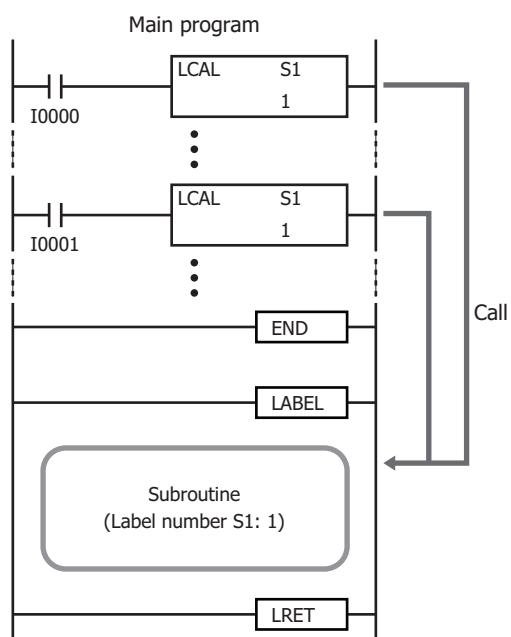 Main program
LCAL S1
1
I0000
LCAL S1
1
I0001
Call
END
LABEL
Subroutine
(Label number S1: 1)
LRET